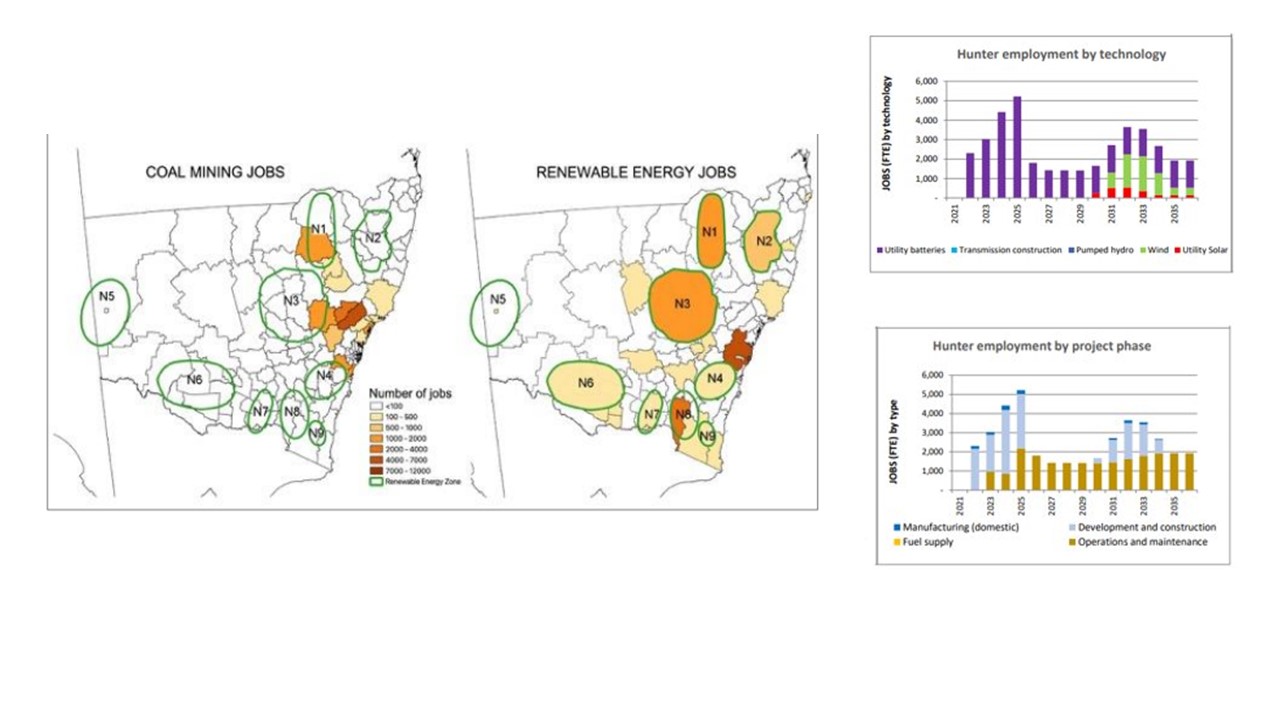 COAL MINING JOBS
N1
N2
N3
N5
N6
N4
N7
N8
N9
Number of jobs
<100
100 - 500
500 - 1000
1000 - 2000
2000 - 4000
4000 - 7000
7000 - 12000
Renewable Energy Zone
RENEWABLE ENERGY JOBS
N1
N2
N3
N5
N6
N4
N7
N8
N9
Hunter employment by technology
JOBS (FTE) by technology
6,000
5,000
4,000
3,000
2,000
1,000
-
2021
2023
2025
2027
2029
2031
2033
2035
Utility batteries
Transmission construction
Pumped hydro
Wind
Utility Solar
Hunter employment by project phase
JOBS (FTE) by type
6,000
5,000
4,000
3,000
2,000
1,000
-
2021
2023
2025
2027
2029
2031
2033
2035
Manufacturing (domestic)
Development and construction
Fuel supply
Operations and maintenance